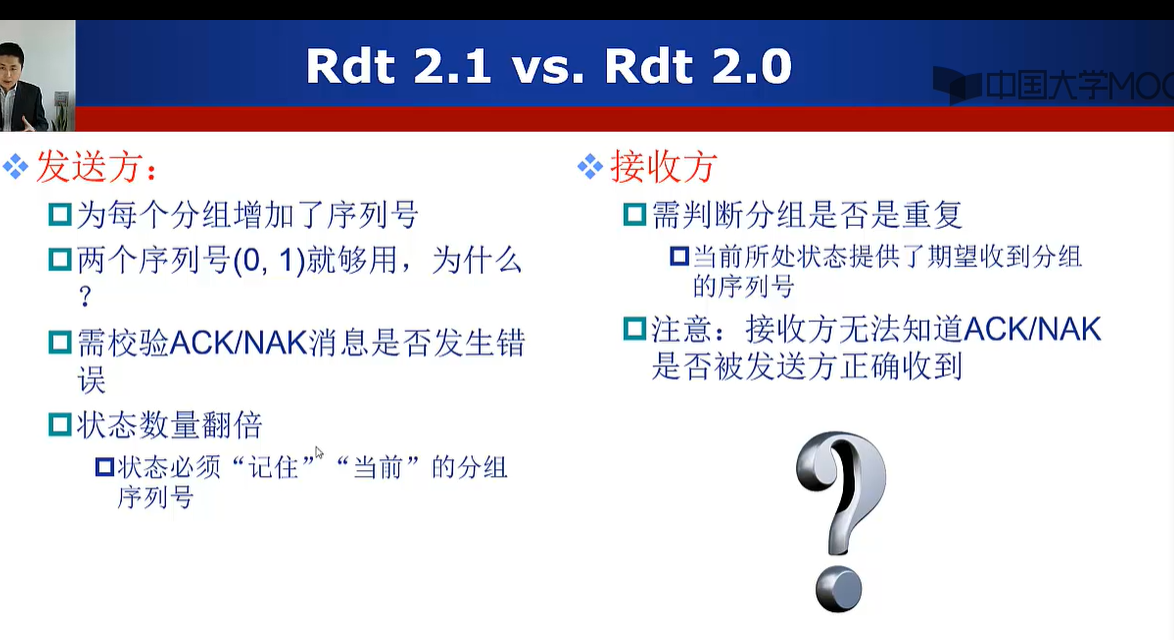 Rdt 2.1 vs. Rdt 2.0
中国大学MOO
发送方：
为每个分组增加了序列号
两个序列号(0, 1)就够用，为什么
？
需校验ACK/NAK消息是否发生错
误
状态数量翻倍
状态必须“记住”“当前”的分组
序列号
接收方
需判断分组是否是重复
当前所处状态提供了期望收到分组
的序列号
注意：接收方无法知道ACK/NAK
是否被发送方正确收到